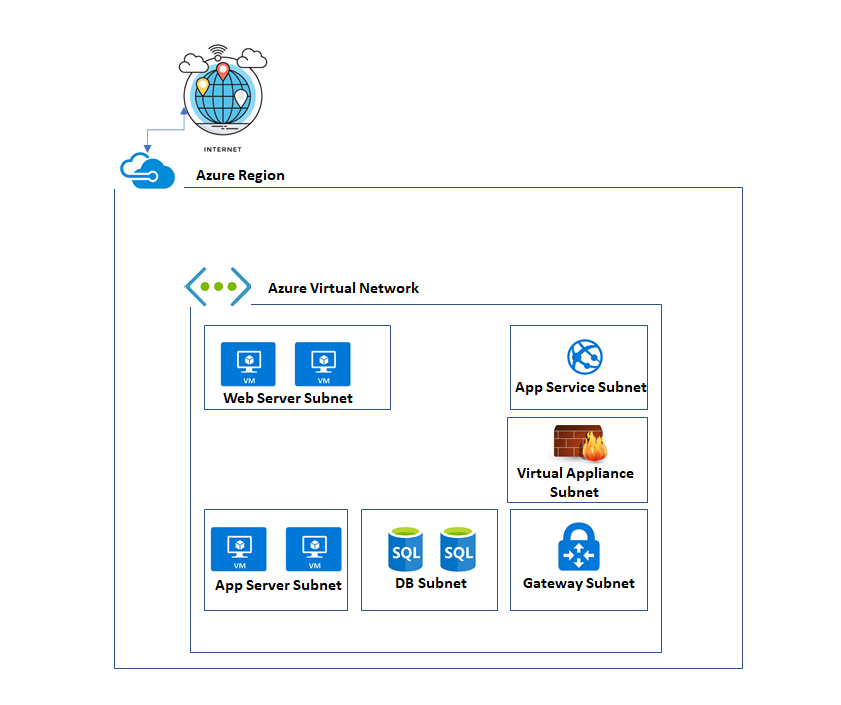 INTERNET
Azure Region
Azure Virtual Network
VM
VM
Web Server Subnet
App Service Subnet
Virtual Appliance
Subnet
VM
VM
App Server Subnet
SQL
SQL
DB Subnet
Gateway Subnet